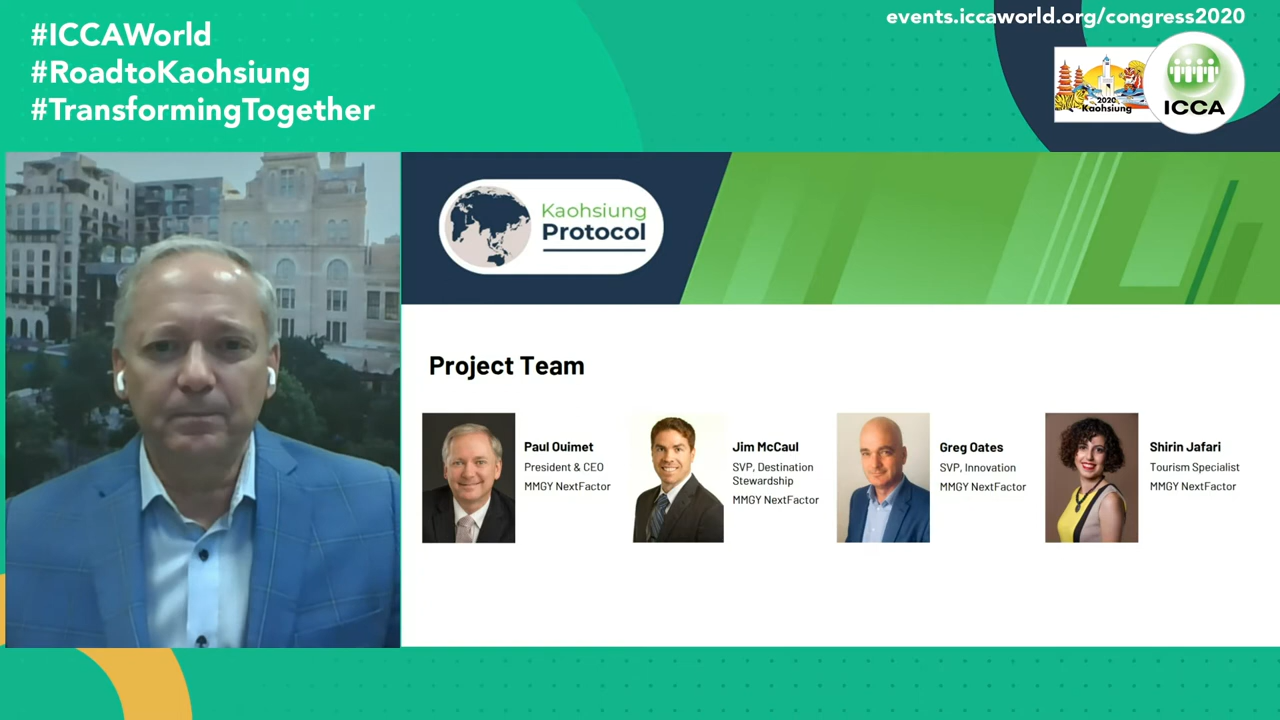 #ICCAWorld
#RoadtoKaohsiung
#TransformingTogether
events.iccaworld.org/congress2020
2020
Kaohsiung
ICCA
Kaohsiung
Protocol
Project Team
Paul Ouimet
President & CEO
MMGY NextFactor
Jim McCaul
SVP, Destination
Stewardship
MMGY NextFactor
Greg Oates
SVP, Innovation
MMGY NextFactor
Shirin Jafari
Tourism Specialist
MMGY NextFactor